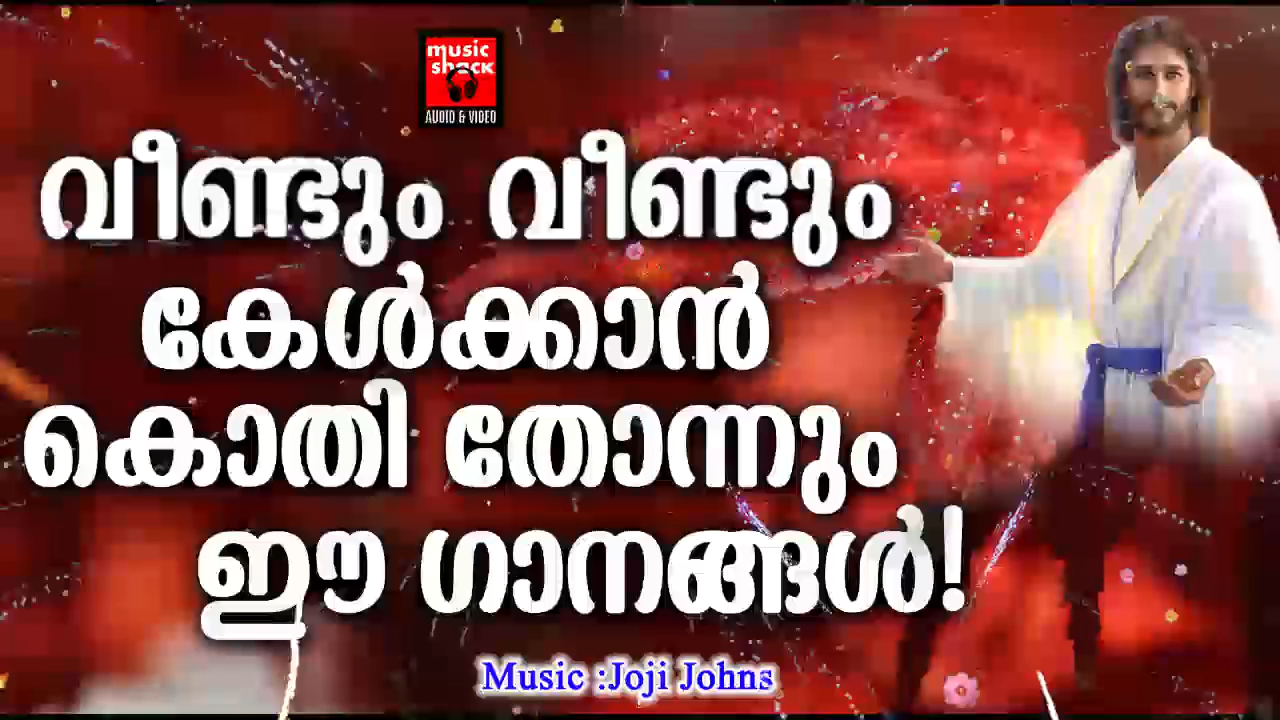 music
shack
AUDIO & VIDEO
വീണ്ടും വീണ്ടും
കേൾക്കാൻ
കൊതി തോന്നും
ഈ ഗാനങ്ങൾ!
Music :Joji Johns